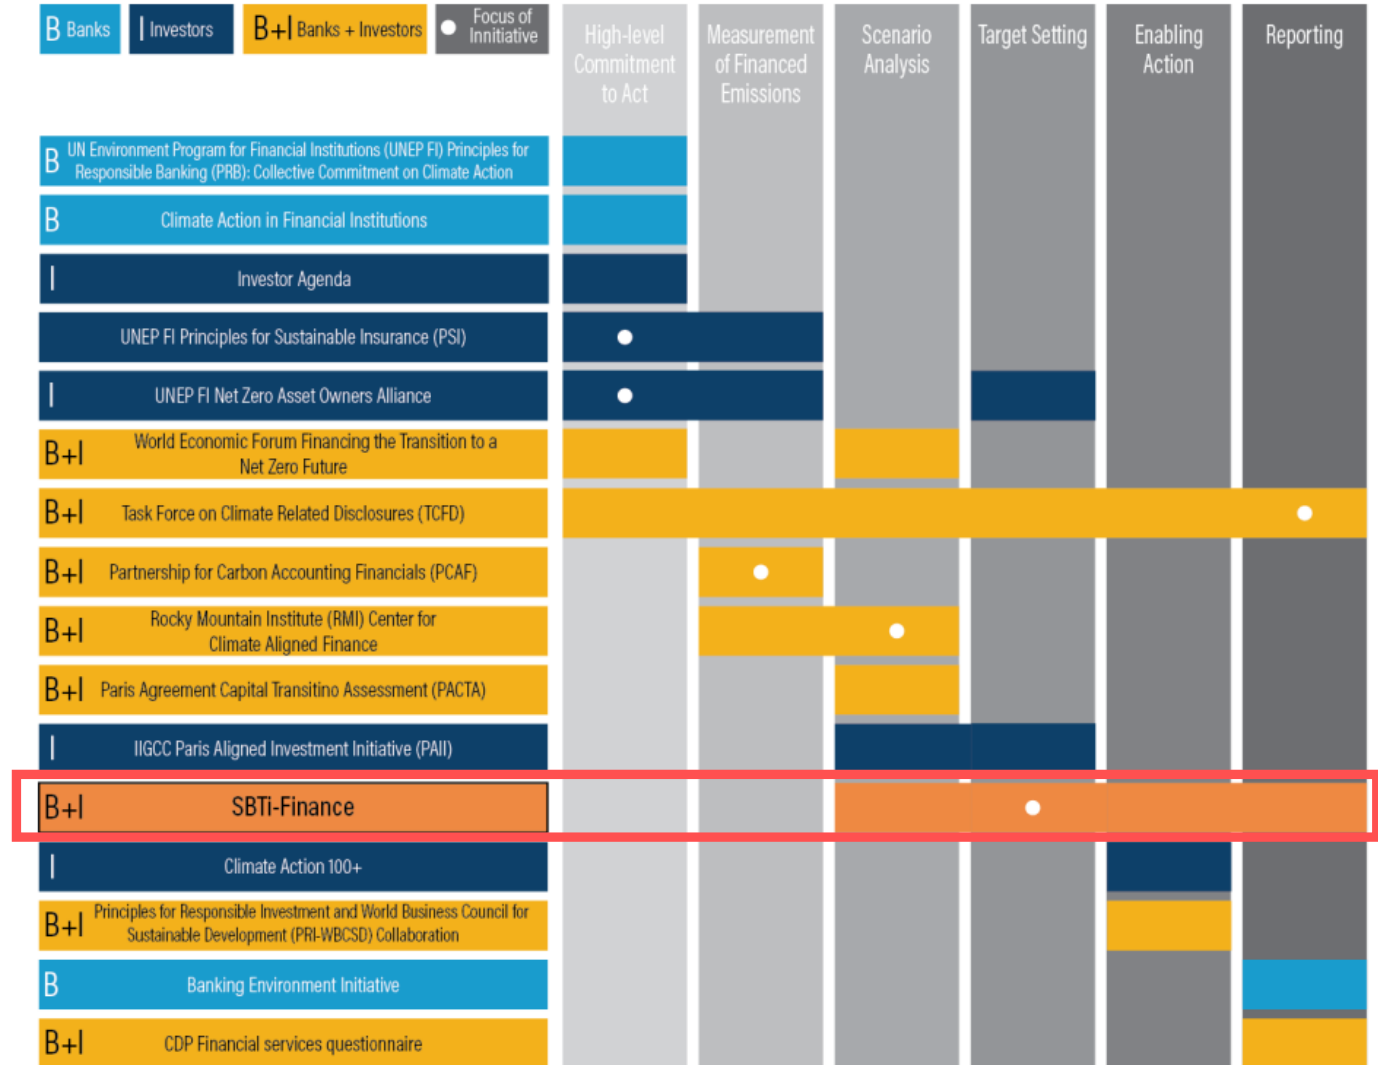 B Banks
I Investors
B+I Banks + Investors
Focus of
Innitiative
High-level
Commitment
to Act
Measurement
of Financed
Emissions
Scenario
Analysis
Target Setting
Enabling
Action
Reporting
B UN Environment Program for Financial Institutions (UNEP FI) Principles for
Responsible Banking (PRB): Collective Commitment on Climate Action
B Climate Action in Financial Institutions
I Investor Agenda
UNEP FI Principles for Sustainable Insurance (PSI)
I UNEP FI Net Zero Asset Owners Alliance
B+I World Economic Forum Financing the Transition to a
Net Zero Future
B+I Task Force on Climate Related Disclosures (TCFD)
B+I Partnership for Carbon Accounting Financials (PCAF)
B+I Rocky Mountain Institute (RMI) Center for
Climate Aligned Finance
B+I Paris Agreement Capital Transitino Assessment (PACTA)
I IIGCC Paris Aligned Investment Initiative (PAII)
B+I SBTi-Finance
I Climate Action 100+
B+I Principles for Responsible Investment and World Business Council for
Sustainable Development (PRI-WBCSD) Collaboration
B Banking Environment Initiative
B+I CDP Financial services questionnaire